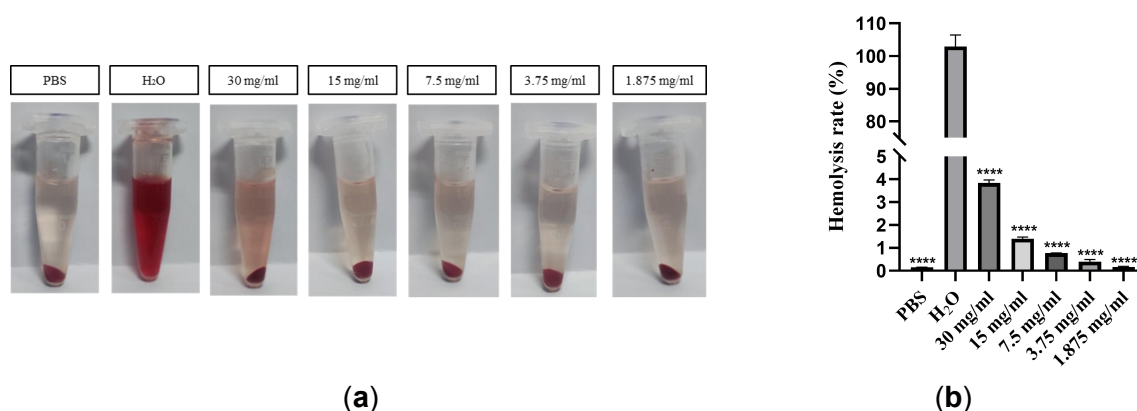 PBS
H₂O
30 mg/ml
15 mg/ml
7.5 mg/ml
3.75 mg/ml
1.875 mg/ml
(a)
Hemolysis rate (%)
110
100
90
80
5
4
3
2
1
0
****
****
****
****
****
****
PBS
H₂O
30 mg/ml
15 mg/ml
7.5 mg/ml
3.75 mg/ml
1.875 mg/ml
(b)